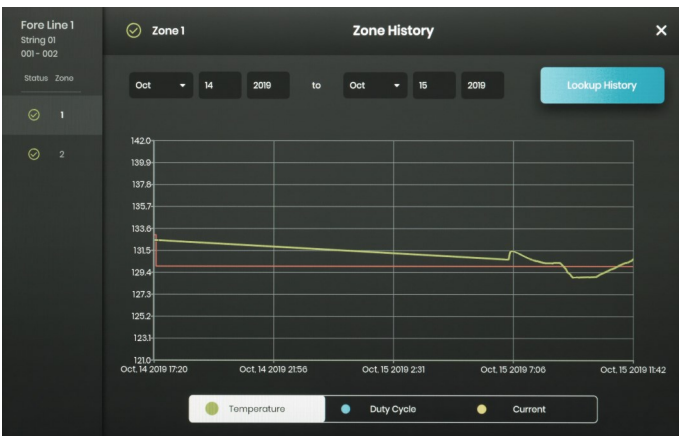 Fore Line 1
String 01
001 - 002
Status Zone
1
2
Zone 1
Zone History
Oct 14 2019 to Oct 15 2019
Lookup History
142.0
139.9
137.8
135.7
133.6
131.5
129.4
127.3
125.2
123.1
121.0
Oct, 14 2019 17:20 Oct, 14 2019 21:56 Oct, 15 2019 2:31 Oct, 15 2019 7:06 Oct, 15 2019 11:42
Temperature Duty Cycle Current